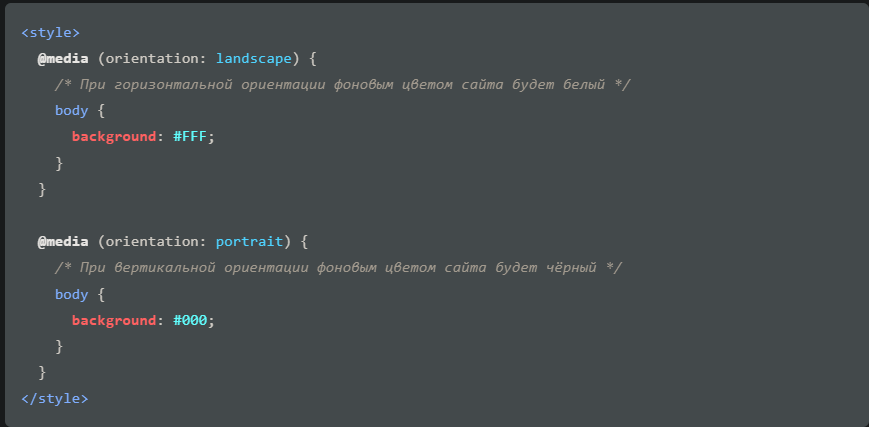 <style>
@media (orientation: landscape) {
/* При горизонтальной ориентации фоновым цветом сайта будет белый */
body {
background: #FFF;
}
}
@media (orientation: portrait) {
/* При вертикальной ориентации фоновым цветом сайта будет чёрный */
body {
background: #000;
}
}
</style>